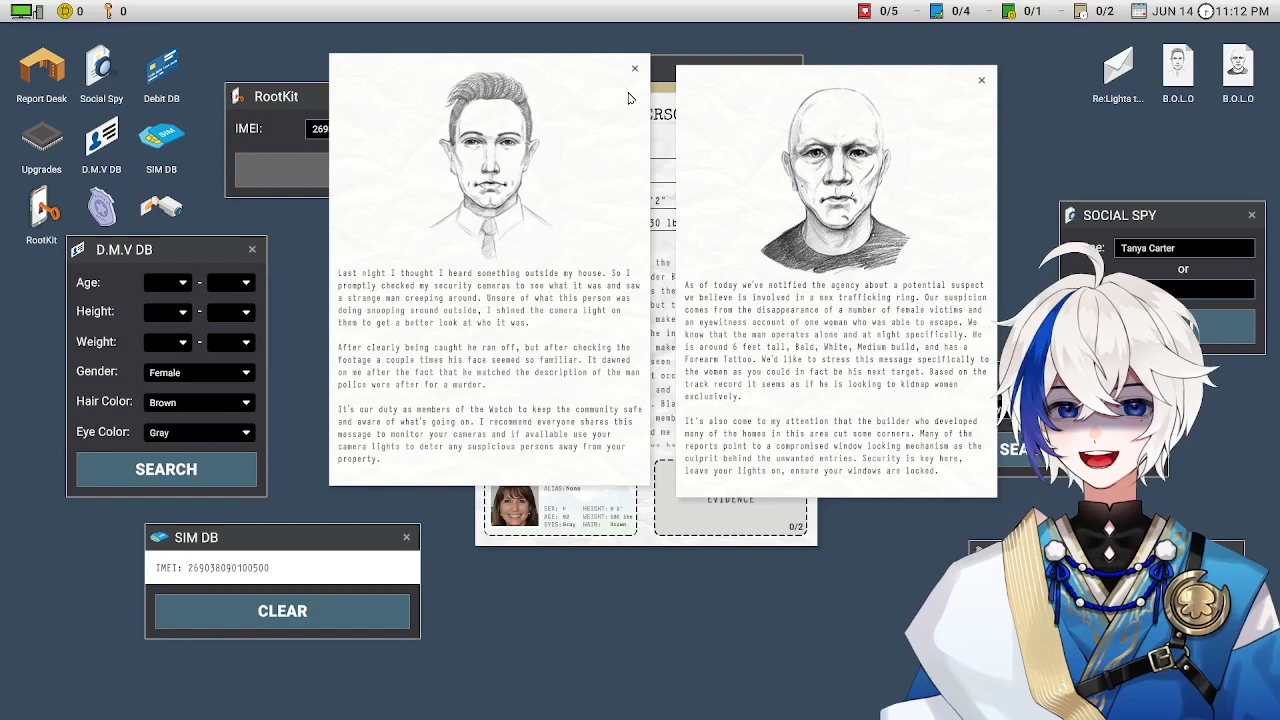 0
0
0/5
0/4
0/1
0/2
JUN 14
11:12 PM
Report Desk
Social Spy
Debit DB
Re:Lights t...
B.O.L.O
B.O.L.O
Upgrades
D.M.V DB
SIM DB
RootKit
RootKit
IMEI:
269
D.M.V DB
Age:
-
Height:
-
Weight:
-
Gender:
Female
Hair Color:
Brown
Eye Color:
Gray
SEARCH
SIM DB
IMEI: 269038090100500
CLEAR
Last night I thought I heard something outside my house. So I
promptly checked my security cameras to see what it was and saw
a strange man creeping around. Unsure of what this person was
doing snooping around outside, I shined the camera light on
them to get a better look at who it was.
After clearly being caught he ran off, but after checking the
footage a couple times his face seemed so familiar. It dawned
on me after the fact that he matched the description of the man
police were after for a murder.
It's our duty as members of the Watch to keep the community safe
and aware of what's going on. I recommend everyone shares this
message to monitor your cameras and if available use your
camera lights to deter any suspicious persons away from your
property.
As of today we've notified the agency about a potential suspect
we believe is involved in a sex trafficking ring. Our suspicion
comes from the disappearance of a number of female victims and
an eyewitness account of one woman who was able to escape. We
know that the man operates alone and at night specifically. He
is around 6 feet tall, Bald, White, Medium build, and has a
Forearm Tattoo. We'd like to stress this message specifically to
the women as you could in fact be his next target. Based on the
track record it seems as if he is looking to kidnap women
exclusively.
It's also come to my attention that the builder who developed
many of the homes in this area cut some corners. Many of the
reports point to a compromised window locking mechanism as the
culprit behind the unwanted entries. Security is key here,
leave your lights on, ensure your windows are locked.
ALIAS: None
SEX: F
HEIGHT: 5'2"
AGE: 52
WEIGHT: 130 lbs
EYES: Gray
HAIR: Brown
EVIDENCE
0/2
SOCIAL SPY
Tanya Carter
or